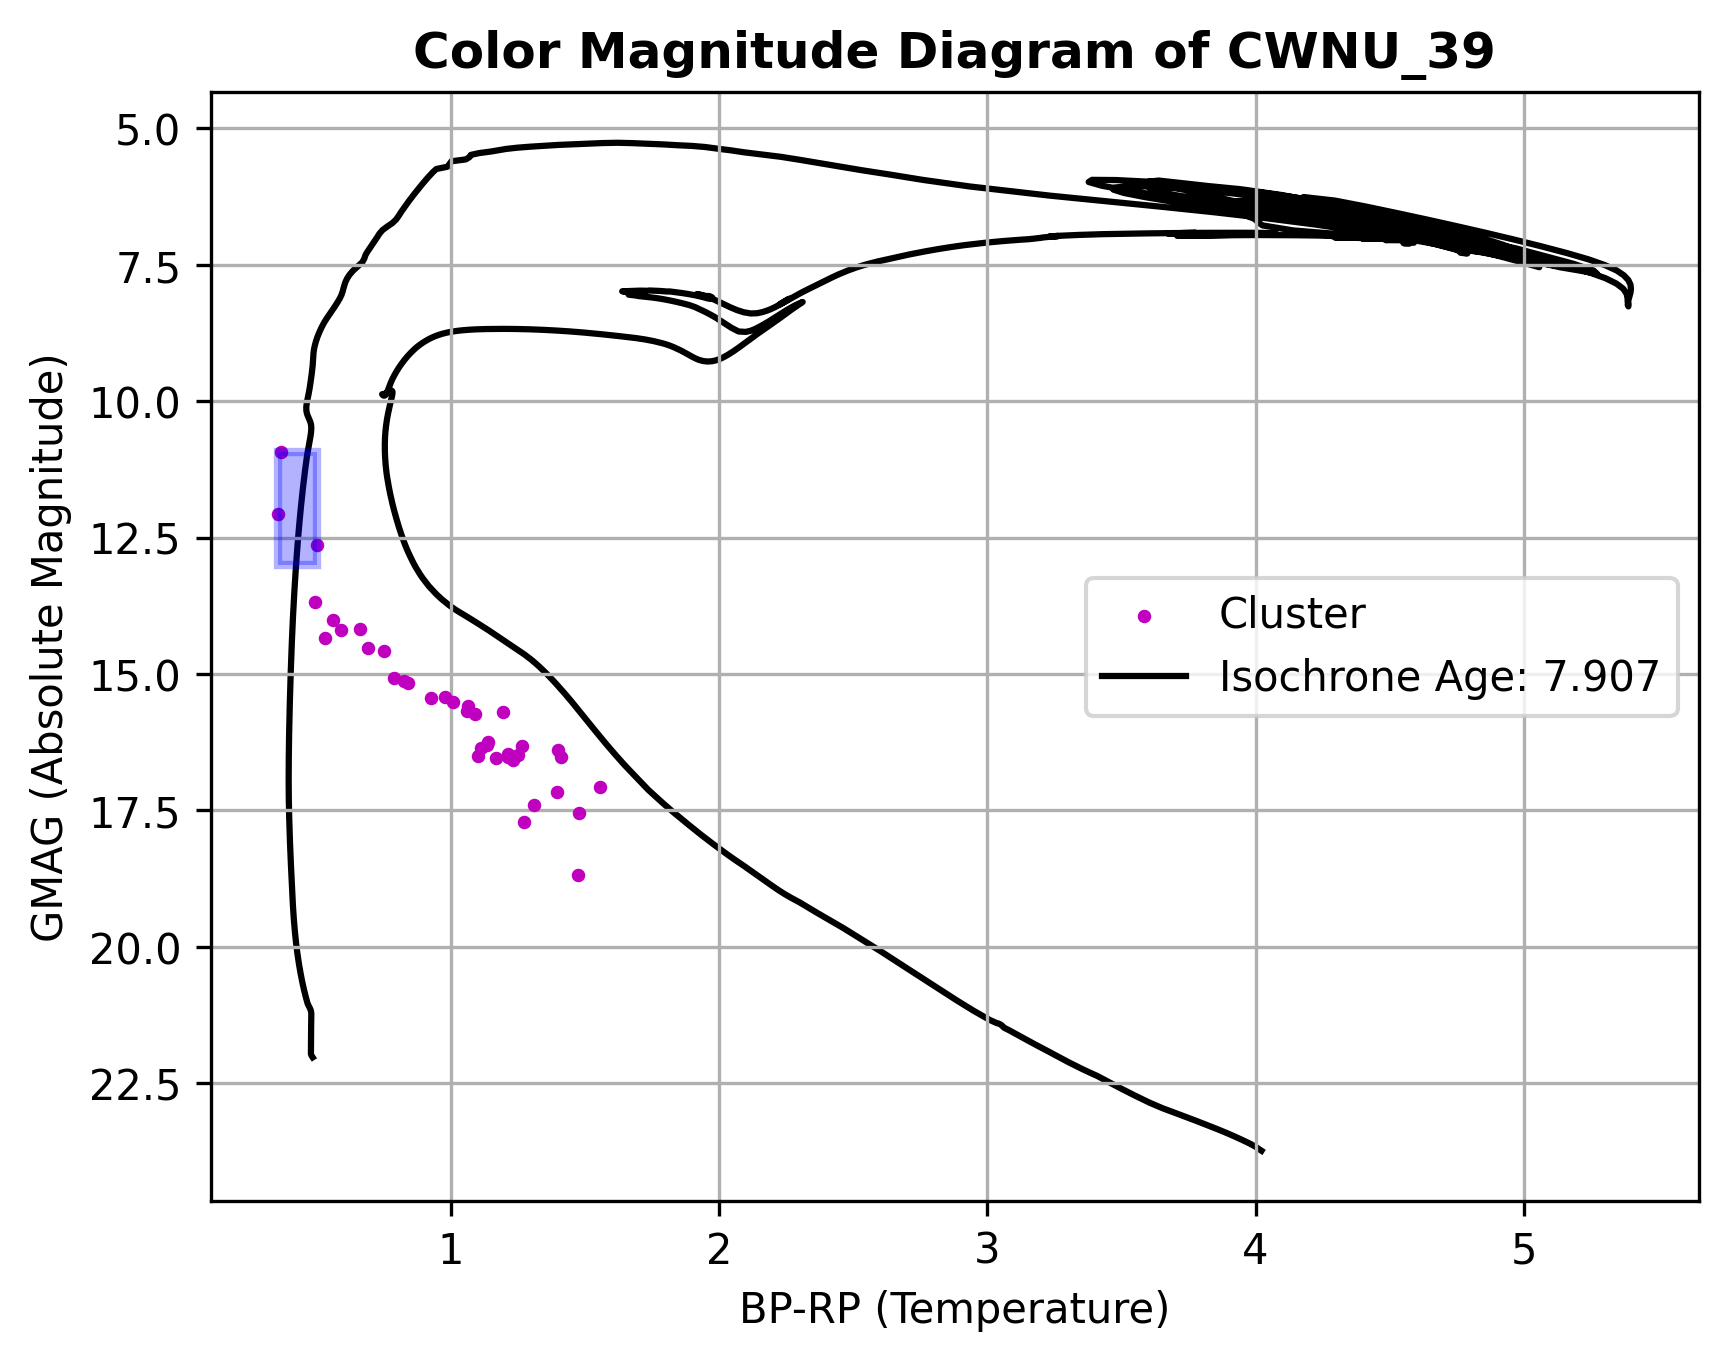 Color Magnitude Diagram of CWNU_39
GMAG (Absolute Magnitude)
5.0
7.5
10.0
12.5
15.0
17.5
20.0
22.5
Cluster
Isochrone Age: 7.907
1 2 3 4 5
BP-RP (Temperature)